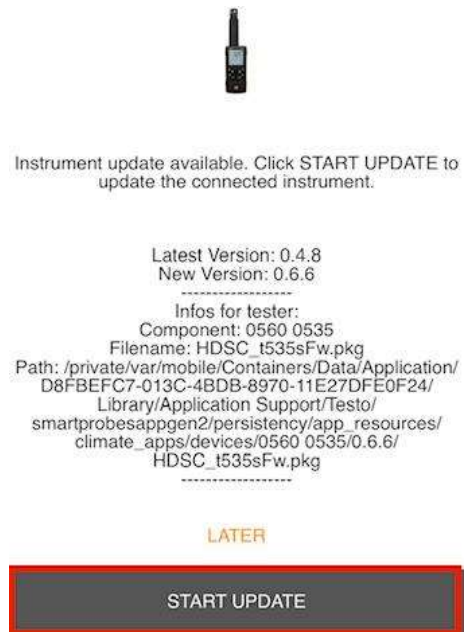 Instrument update available. Click START UPDATE to
update the connected instrument.
Latest Version: 0.4.8
New Version: 0.6.6
------------------
Infos for tester:
Component: 0560 0535
Filename: HDSC_t535sFw.pkg
Path: /private/var/mobile/Containers/Data/Application/
D8FBEFC7-013C-4BDB-8970-11E27DFE0F24/
Library/Application Support/Testo/
smartprobesappgen2/persistency/app_resources/
climate_apps/devices/0560 0535/0.6.6/
HDSC_t535sFw.pkg
------------------
LATER
START UPDATE